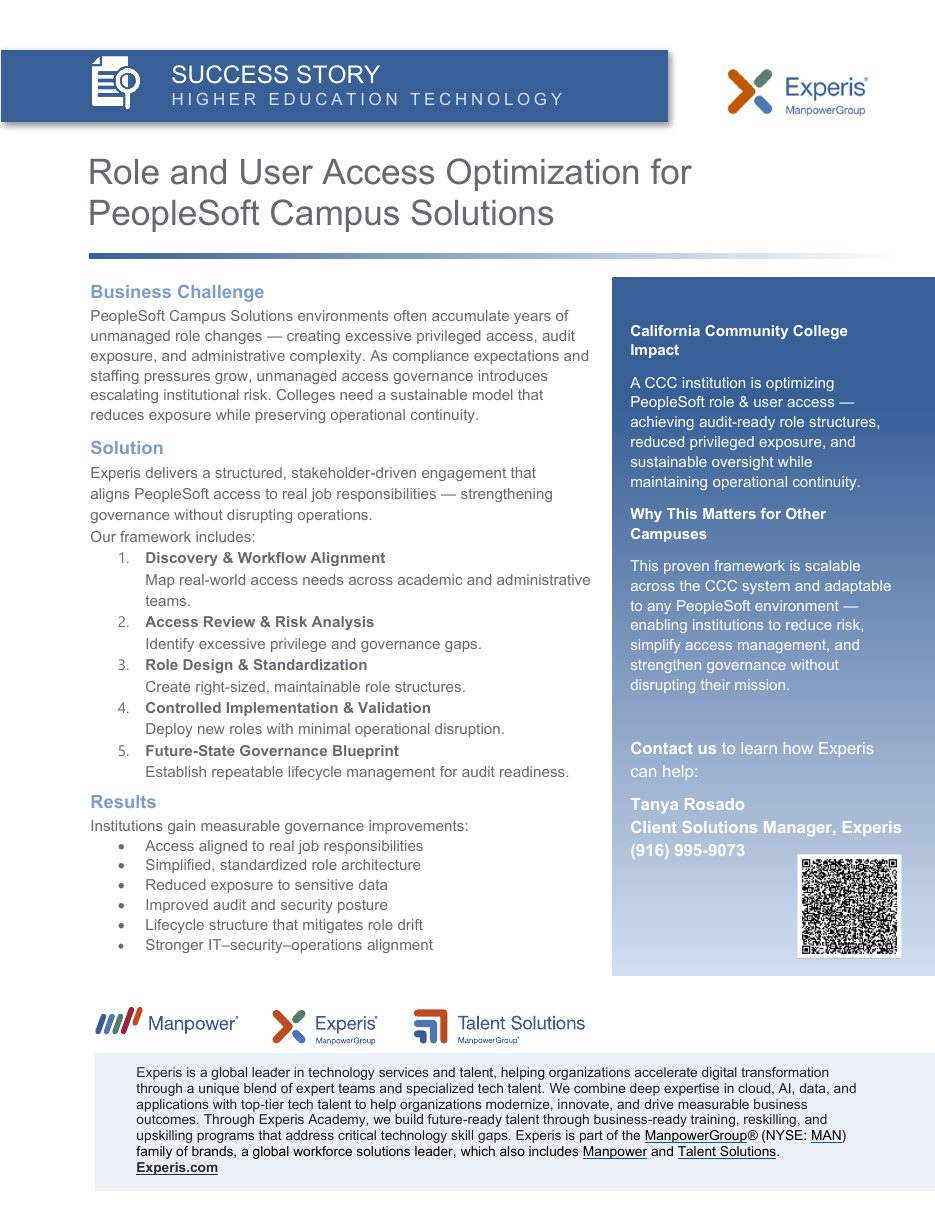 SUCCESS STORY
HIGHER EDUCATION TECHNOLOGY
Experis®
ManpowerGroup
Role and User Access Optimization for
PeopleSoft Campus Solutions
Business Challenge
PeopleSoft Campus Solutions environments often accumulate years of
unmanaged role changes — creating excessive privileged access, audit
exposure, and administrative complexity. As compliance expectations and
staffing pressures grow, unmanaged access governance introduces
escalating institutional risk. Colleges need a sustainable model that
reduces exposure while preserving operational continuity.
Solution
Experis delivers a structured, stakeholder-driven engagement that
aligns PeopleSoft access to real job responsibilities — strengthening
governance without disrupting operations.
Our framework includes:
1. Discovery & Workflow Alignment
Map real-world access needs across academic and administrative
teams.
2. Access Review & Risk Analysis
Identify excessive privilege and governance gaps.
3. Role Design & Standardization
Create right-sized, maintainable role structures.
4. Controlled Implementation & Validation
Deploy new roles with minimal operational disruption.
5. Future-State Governance Blueprint
Establish repeatable lifecycle management for audit readiness.
Results
Institutions gain measurable governance improvements:
• Access aligned to real job responsibilities
• Simplified, standardized role architecture
• Reduced exposure to sensitive data
• Improved audit and security posture
• Lifecycle structure that mitigates role drift
• Stronger IT–security–operations alignment
California Community College
Impact
A CCC institution is optimizing
PeopleSoft role & user access —
achieving audit-ready role structures,
reduced privileged exposure, and
sustainable oversight while
maintaining operational continuity.
Why This Matters for Other
Campuses
This proven framework is scalable
across the CCC system and adaptable
to any PeopleSoft environment —
enabling institutions to reduce risk,
simplify access management, and
strengthen governance without
disrupting their mission.
Contact us to learn how Experis
can help:
Tanya Rosado
Client Solutions Manager, Experis
(916) 995-9073
Manpower®
Experis®
ManpowerGroup
Talent Solutions
ManpowerGroup®
Experis is a global leader in technology services and talent, helping organizations accelerate digital transformation
through a unique blend of expert teams and specialized tech talent. We combine deep expertise in cloud, AI, data, and
applications with top-tier tech talent to help organizations modernize, innovate, and drive measurable business
outcomes. Through Experis Academy, we build future-ready talent through business-ready training, reskilling, and
upskilling programs that address critical technology skill gaps. Experis is part of the ManpowerGroup® (NYSE: MAN)
family of brands, a global workforce solutions leader, which also includes Manpower and Talent Solutions.
Experis.com